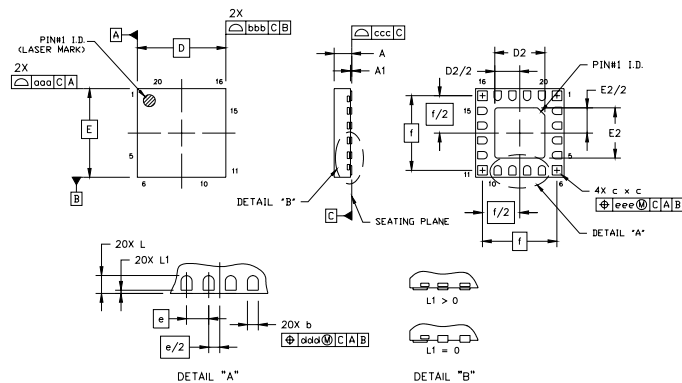 2X
⌓ bbb C B
PIN#1 I.D.
(LASER MARK)
A
D
2X
⌓ aaa C A
20
16
1
15
E
5
11
6
10
B
⌓ ccc C
A
A1
DETAIL "B"
C
SEATING PLANE
D2
D2/2
PIN#1 I.D.
16
20
1
15
E2/2
f/2
f
E2
5
11
10
6
4X c x c
⌖ eee Ⓜ C A B
f/2
DETAIL "A"
f
20X L
20X L1
e
20X b
⌖ ddd Ⓜ C A B
e/2
DETAIL "A"
L1 > 0
L1 = 0
DETAIL "B"